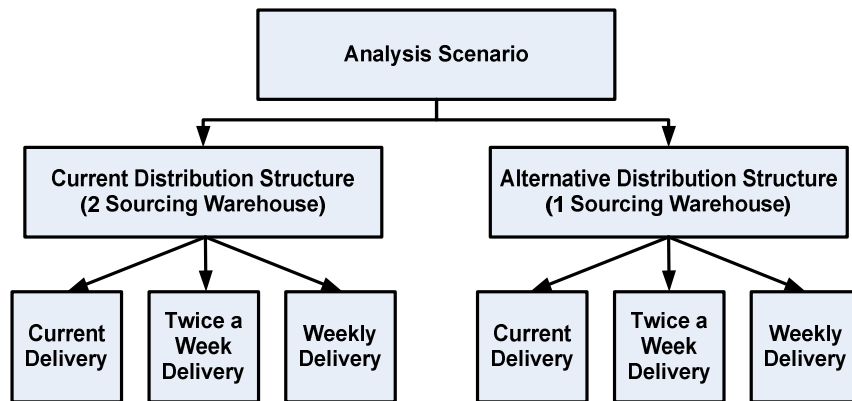 Analysis Scenario
Current Distribution Structure
(2 Sourcing Warehouse)
Alternative Distribution Structure
(1 Sourcing Warehouse)
Current
Delivery
Twice a
Week
Delivery
Weekly
Delivery
Current
Delivery
Twice a
Week
Delivery
Weekly
Delivery